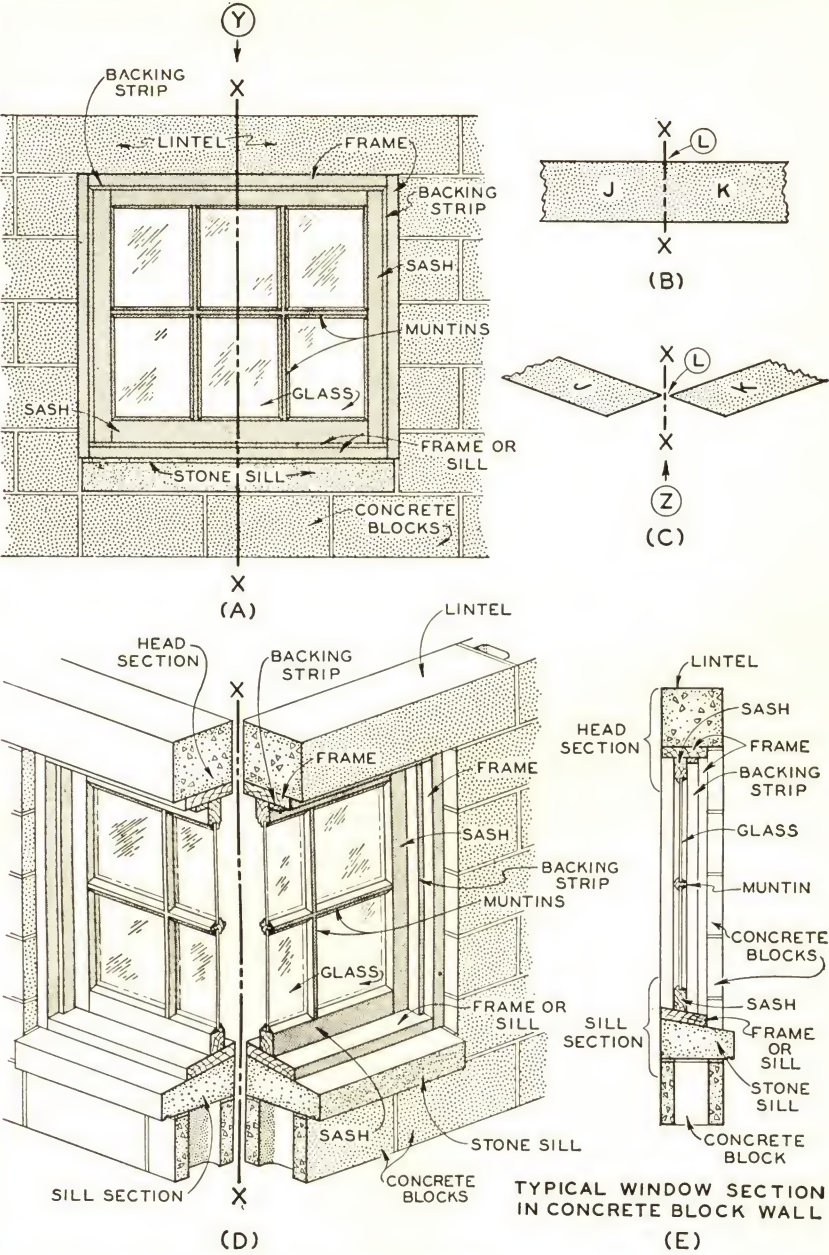 Y
X
BACKING
STRIP
LINTEL
FRAME
BACKING
STRIP
SASH
MUNTINS
GLASS
SASH
FRAME OR
SILL
STONE SILL
CONCRETE
BLOCKS
X
(A)
X
L
J
K
X
(B)
X
L
J
K
X
Z
(C)
LINTEL
HEAD
SECTION
BACKING
STRIP
X
FRAME
FRAME
SASH
BACKING
STRIP
MUNTINS
GLASS
FRAME OR
SILL
SASH
STONE SILL
CONCRETE
BLOCKS
SILL SECTION
X
(D)
LINTEL
SASH
HEAD
SECTION
FRAME
BACKING
STRIP
GLASS
MUNTIN
CONCRETE
BLOCKS
SASH
SILL
SECTION
FRAME
OR
SILL
STONE
SILL
CONCRETE
BLOCK
TYPICAL WINDOW SECTION
IN CONCRETE BLOCK WALL
(E)